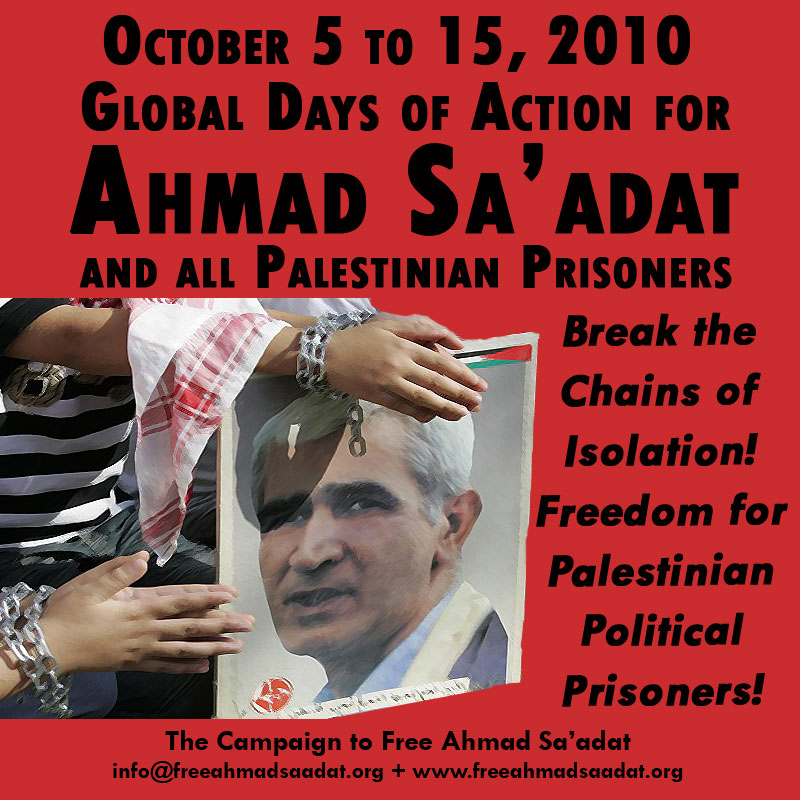 October 5 to 15, 2010
Global Days of Action for
Ahmad Sa'adat
and all Palestinian Prisoners
Break the
Chains of
Isolation!
Freedom for
Palestinian
Political
Prisoners!
The Campaign to Free Ahmad Sa'adat
info@freeahmadsaadat.org + www.freeahmadsaadat.org